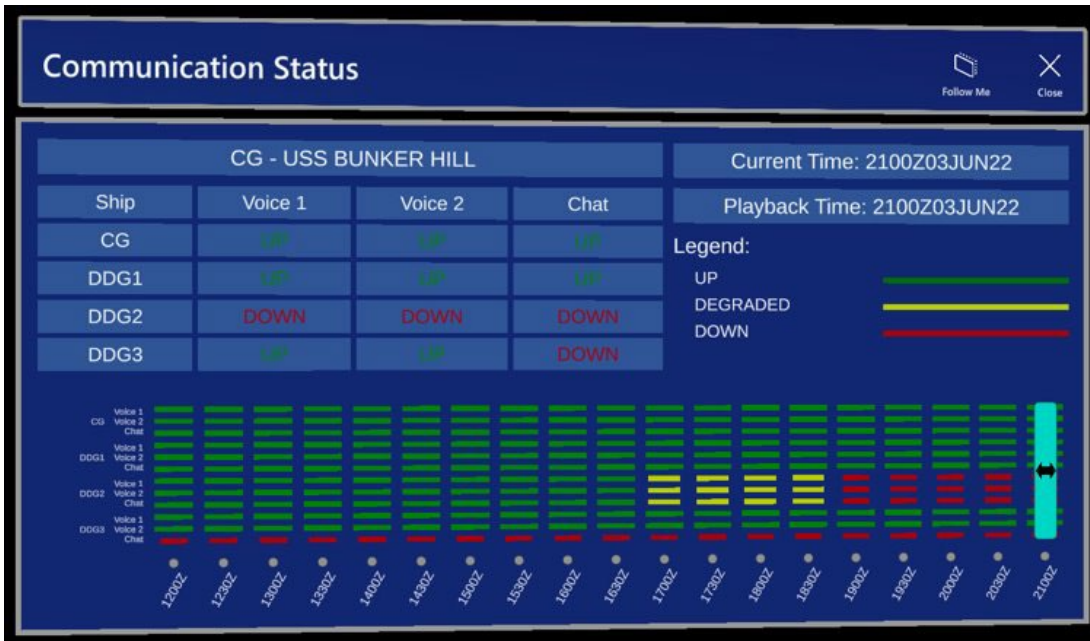 Communication Status
Follow Me
Close
CG - USS BUNKER HILL
Current Time: 2100Z03JUN22
Playback Time: 2100Z03JUN22
Ship Voice 1 Voice 2 Chat
CG UP UP UP
DDG1 UP UP UP
DDG2 DOWN DOWN DOWN
DDG3 UP UP DOWN
Legend:
UP
DEGRADED
DOWN
Voice 1
CG Voice 2
Chat
Voice 1
DDG1 Voice 2
Chat
Voice 1
DDG2 Voice 2
Chat
Voice 1
DDG3 Voice 2
Chat
1200Z 1230Z 1300Z 1330Z 1400Z 1430Z 1500Z 1530Z 1600Z 1630Z 1700Z 1730Z 1800Z 1830Z 1900Z 1930Z 2000Z 2030Z 2100Z